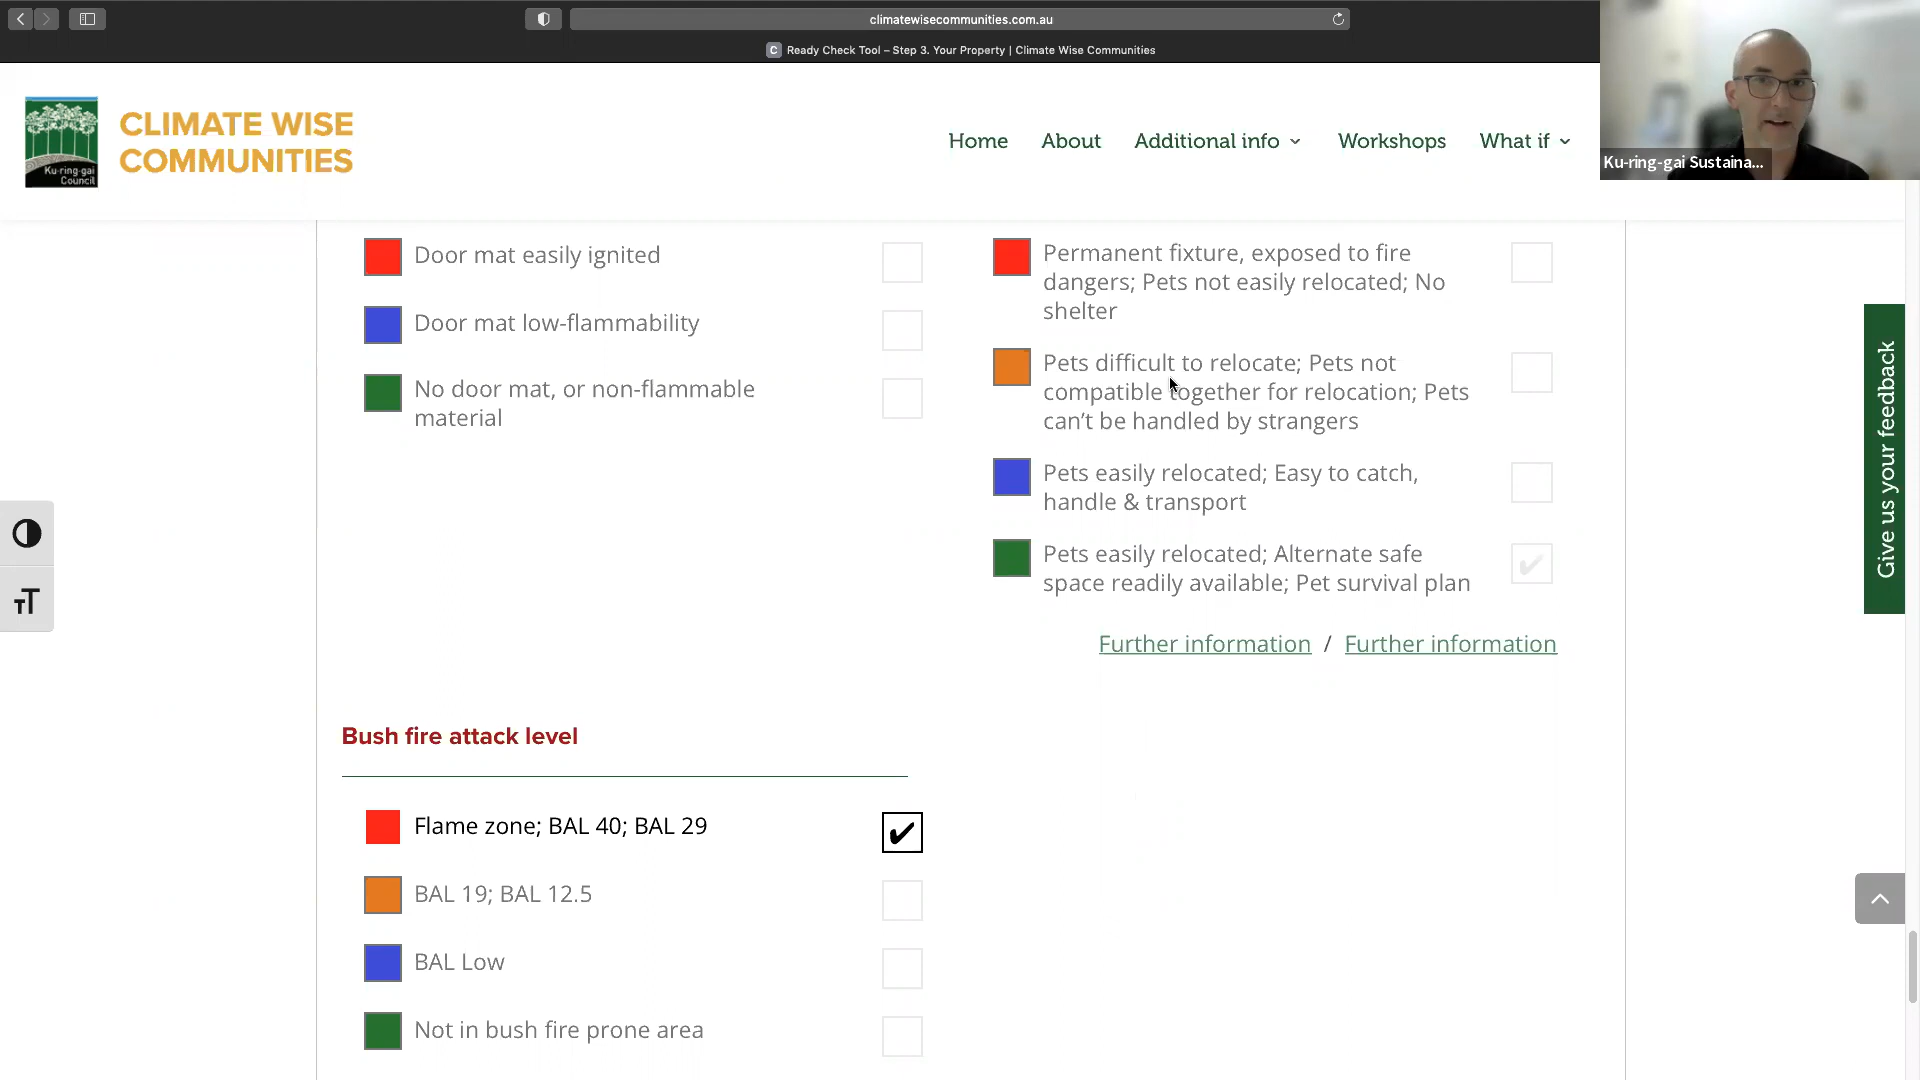 climatewisecommunities.com.au
C Ready Check Tool – Step 3. Your Property | Climate Wise Communities
Ku-ring-gai
Council
CLIMATE WISE
COMMUNITIES
Home
About
Additional info
Workshops
What if
Ku-ring-gai Sustaina...
Door mat easily ignited
Door mat low-flammability
No door mat, or non-flammable
material
Permanent fixture, exposed to fire
dangers; Pets not easily relocated; No
shelter
Pets difficult to relocate; Pets not
compatible together for relocation; Pets
can't be handled by strangers
Pets easily relocated; Easy to catch,
handle & transport
Pets easily relocated; Alternate safe
space readily available; Pet survival plan
Further information / Further information
Bush fire attack level
Flame zone; BAL 40; BAL 29
BAL 19; BAL 12.5
BAL Low
Not in bush fire prone area
Give us your feedback
TT